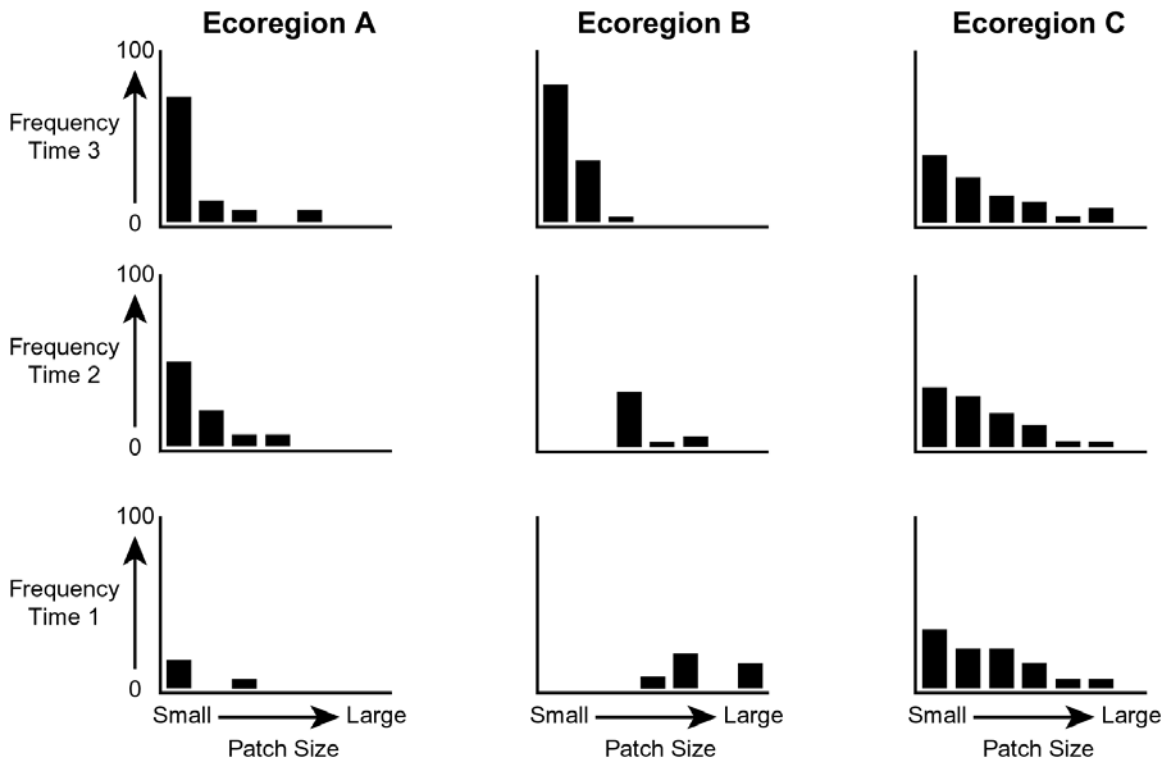 Ecoregion A
Ecoregion B
Ecoregion C
100
Frequency
Time 3
0
100
Frequency
Time 2
0
100
Frequency
Time 1
0
Small Large
Patch Size
Small Large
Patch Size
Small Large
Patch Size